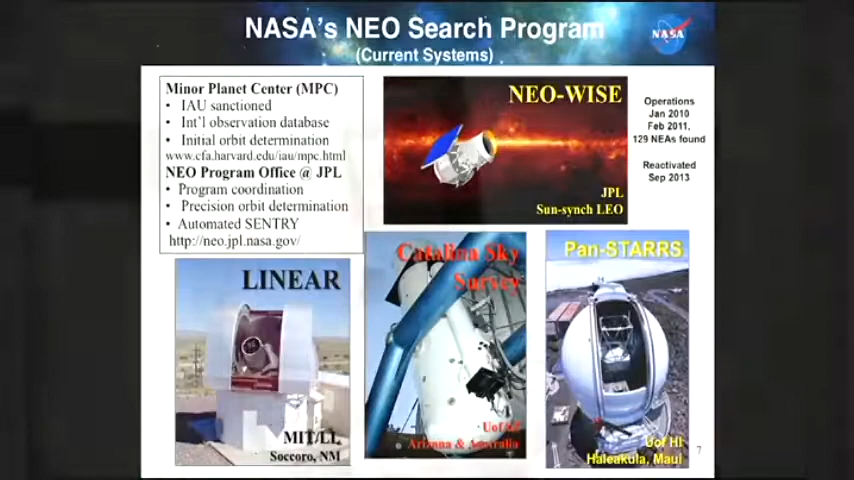 NASA's NEO Search Program
(Current Systems)
NASA
Minor Planet Center (MPC)
• IAU sanctioned
• Int'l observation database
• Initial orbit determination
www.cfa.harvard.edu/iau/mpc.html
NEO Program Office @ JPL
• Program coordination
• Precision orbit determination
• Automated SENTRY
http://neo.jpl.nasa.gov/
NEO-WISE
JPL
Sun-synch LEO
Operations
Jan 2010
Feb 2011,
129 NEAs found
Reactivated
Sep 2013
LINEAR
MIT/LL
Soccoro, NM
Catalina Sky
Survey
UofAZ
Arizona & Australia
Pan-STARRS
Uof HI
Haleakula, Maui
7